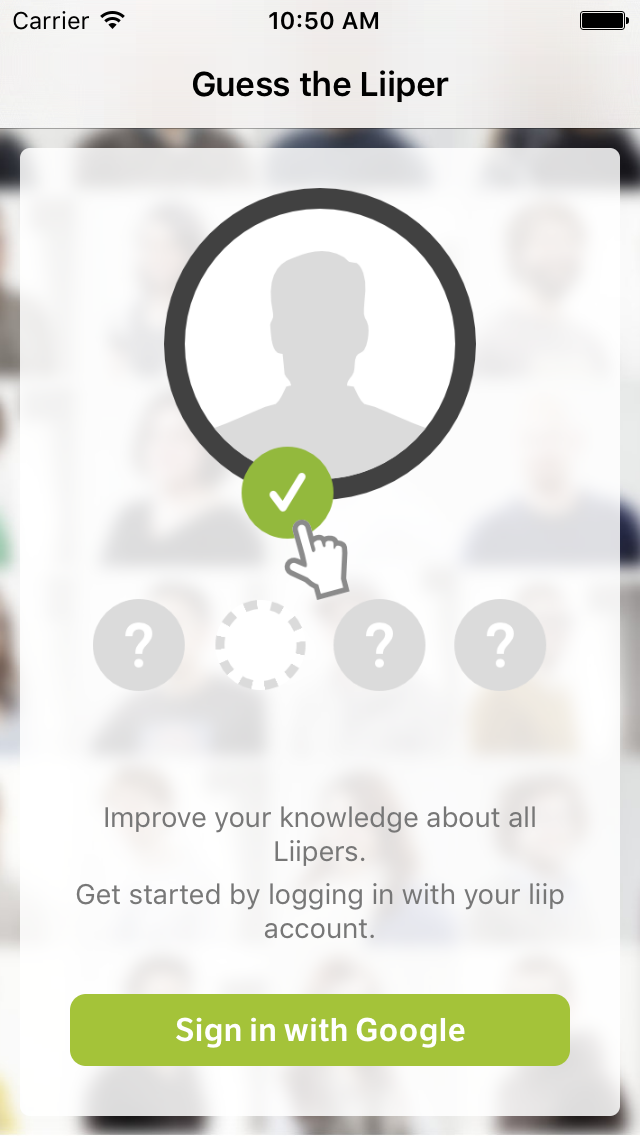 Carrier 10:50 AM
Guess the Liiper
? ? ?
Improve your knowledge about all
Liipers.
Get started by logging in with your liip
account.
Sign in with Google